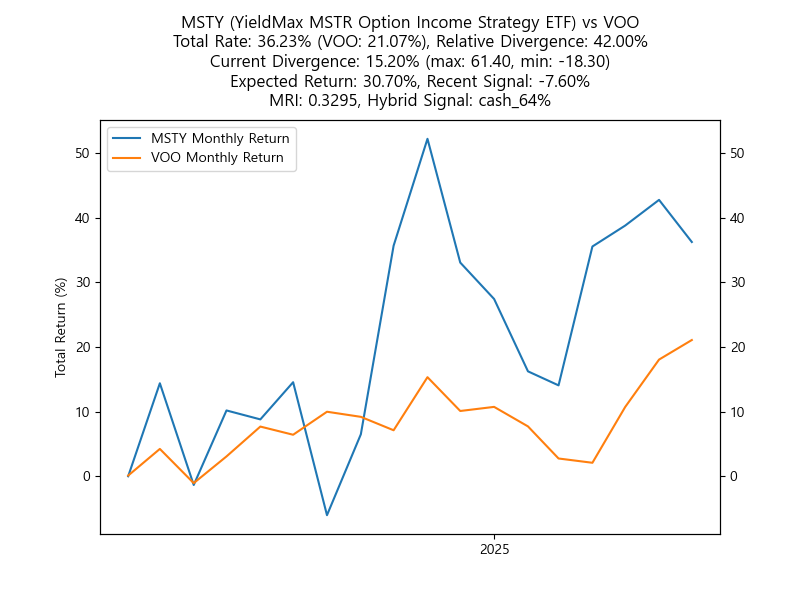 MSTY (YieldMax MSTR Option Income Strategy ETF) vs VOO
Total Rate: 36.23% (VOO: 21.07%), Relative Divergence: 42.00%
Current Divergence: 15.20% (max: 61.40, min: -18.30)
Expected Return: 30.70%, Recent Signal: -7.60%
MRI: 0.3295, Hybrid Signal: cash_64%
MSTY Monthly Return
VOO Monthly Return
Total Return (%)
50
40
30
20
10
0
50
40
30
20
10
0
2025